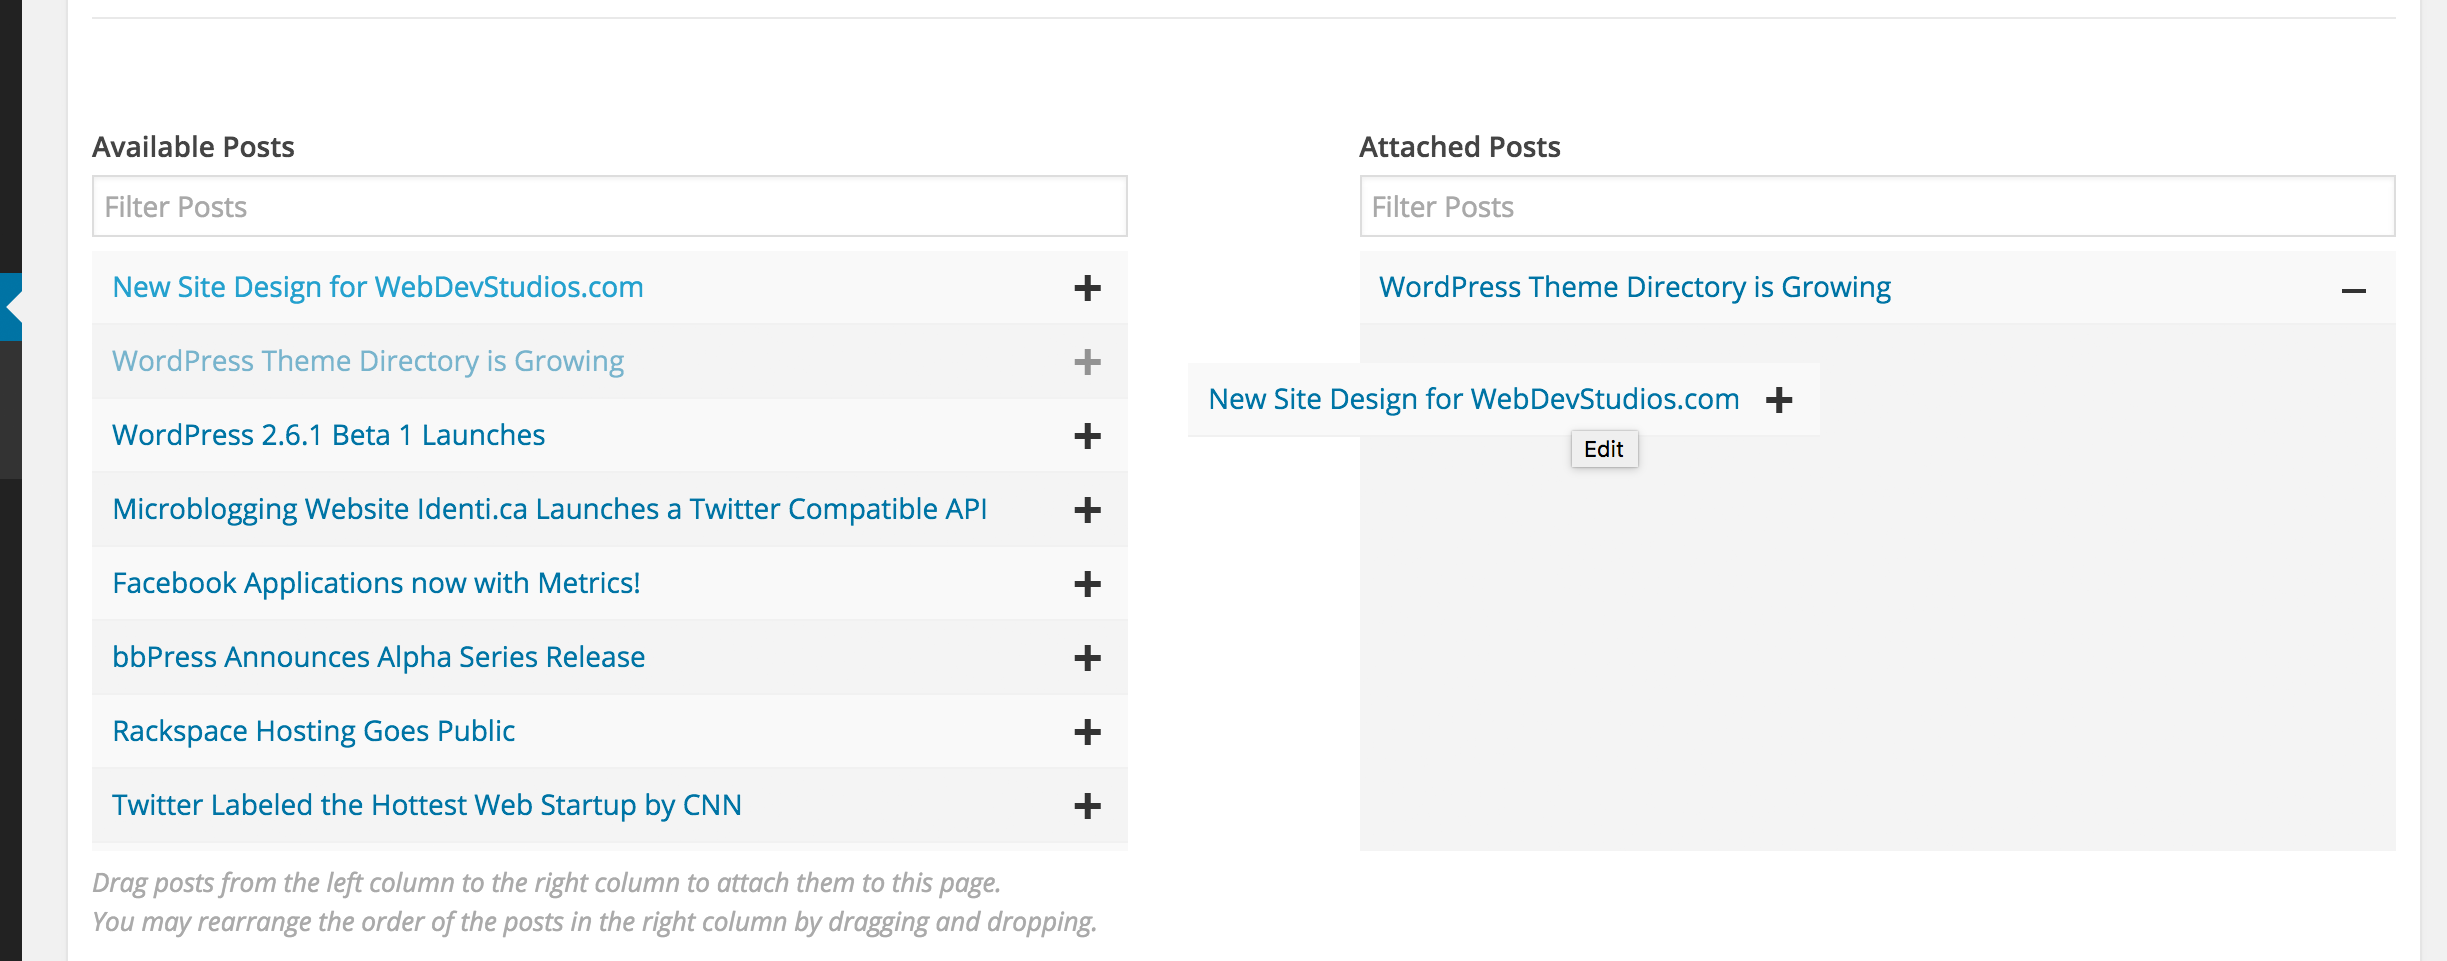 Available Posts
Filter Posts
New Site Design for WebDevStudios.com
WordPress Theme Directory is Growing
WordPress 2.6.1 Beta 1 Launches
Microblogging Website Identi.ca Launches a Twitter Compatible API
Facebook Applications now with Metrics!
bbPress Announces Alpha Series Release
Rackspace Hosting Goes Public
Twitter Labeled the Hottest Web Startup by CNN
Drag posts from the left column to the right column to attach them to this page.
You may rearrange the order of the posts in the right column by dragging and dropping.
Attached Posts
Filter Posts
WordPress Theme Directory is Growing
New Site Design for WebDevStudios.com
Edit